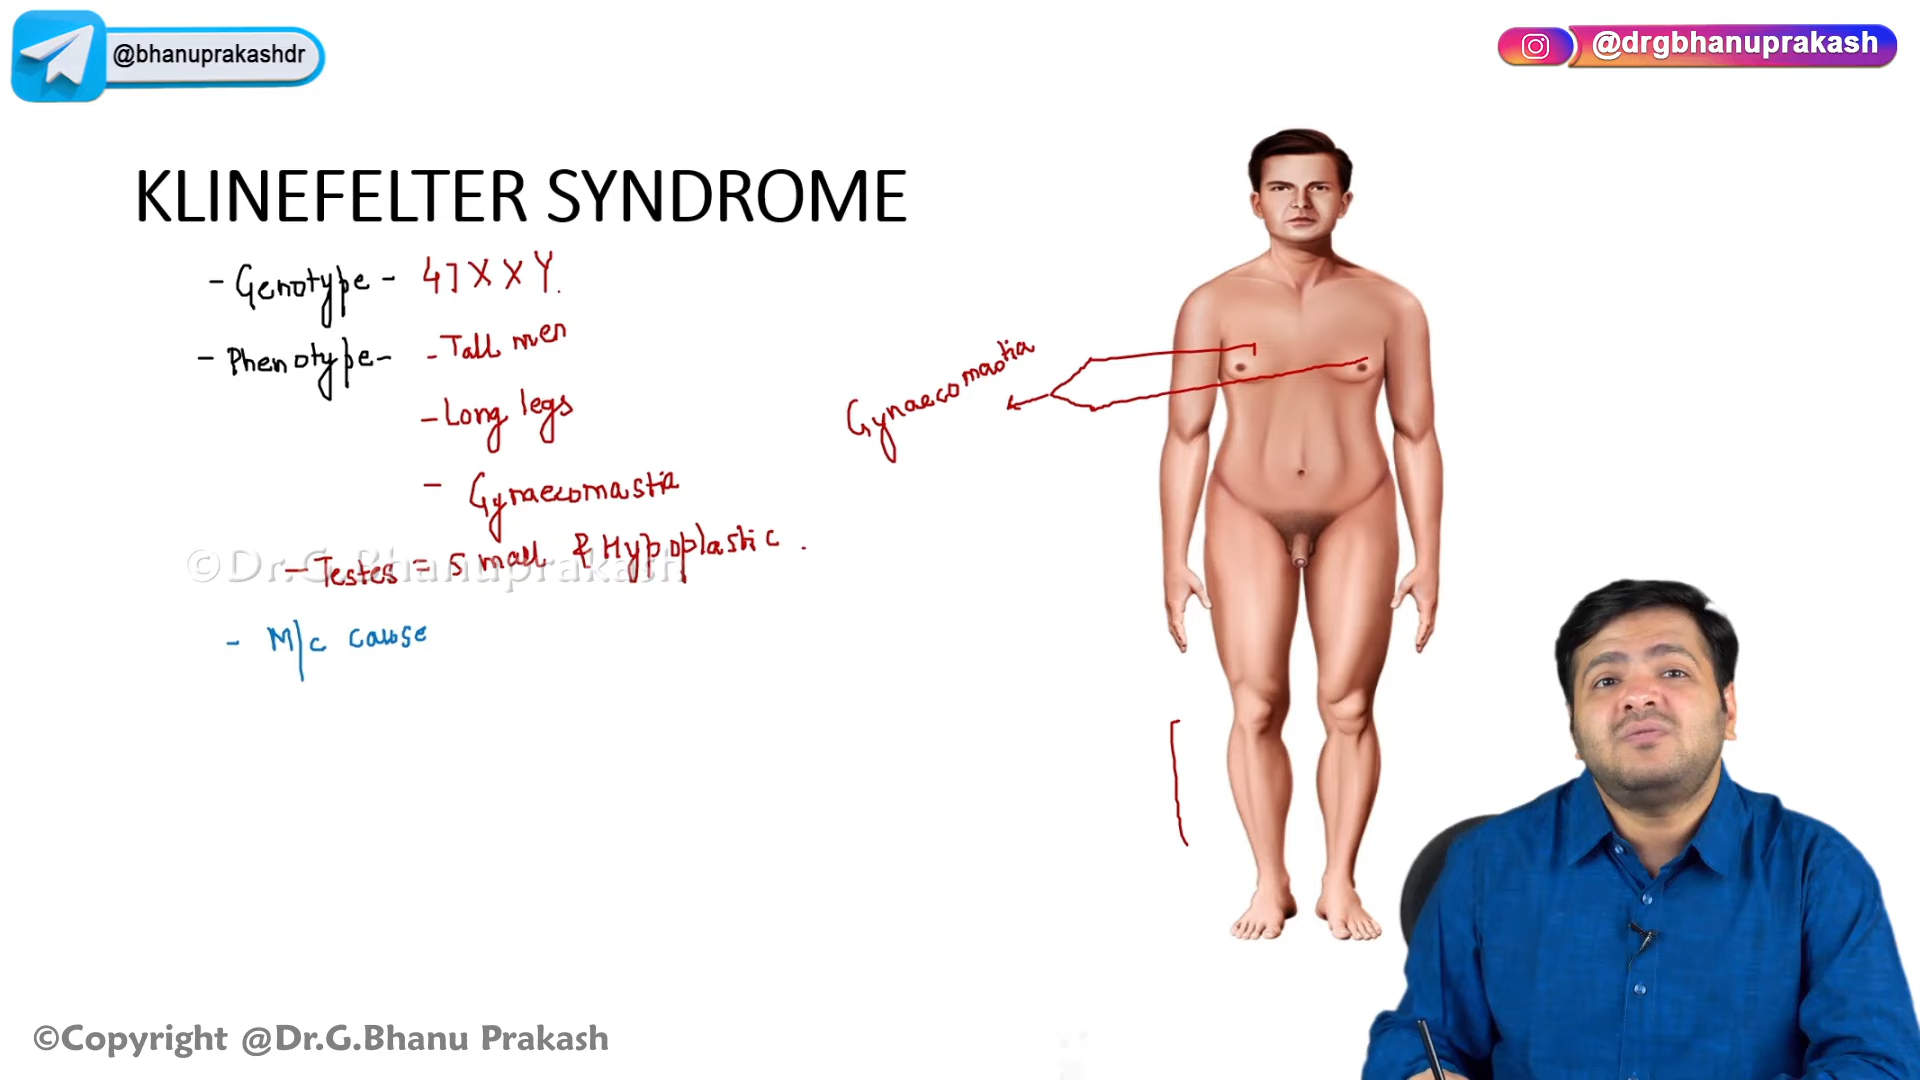 @bhanuprakashdr
@drgbhanuprakash
KLINEFELTER SYNDROME
- Genotype - 47 X X Y
- Phenotype - - Tall men
- Long legs
- Gynaecomastia
Gynaecomastia
- Testes = small & Hypoplastic.
©Dr.G.Bhanuprakash
- M/c cause
©Copyright @Dr.G.Bhanu Prakash